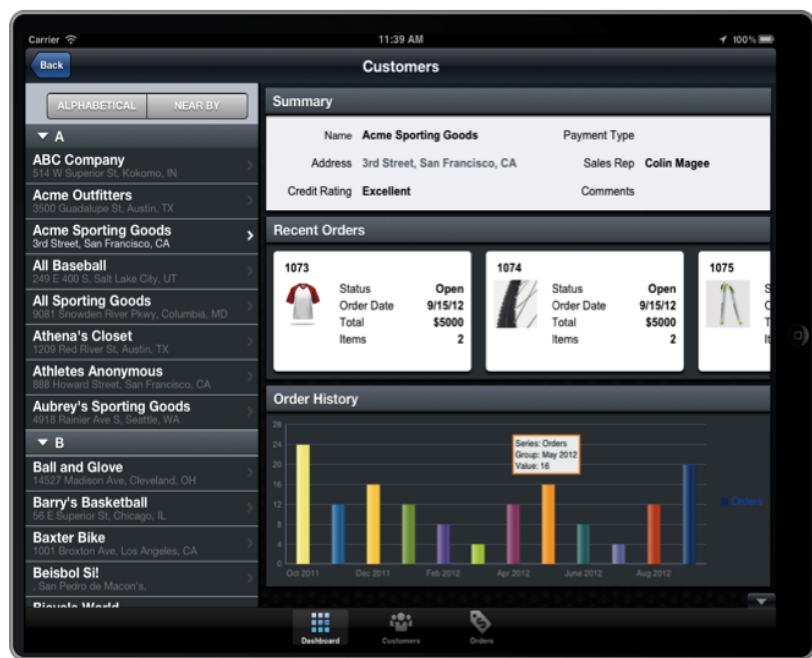 Carrier 11:39 AM 100%
Back Customers
ALPHABETICAL NEAR BY
A
ABC Company
514 W Superior St, Kokomo, IN
Acme Outfitters
3500 Guadalupe St, Austin, TX
Acme Sporting Goods
3rd Street, San Francisco, CA
All Baseball
249 E 400 S, Salt Lake City, UT
All Sporting Goods
9081 Snowden River Pkwy, Columbia, MD
Athena's Closet
1209 Red River St, Austin, TX
Athletes Anonymous
888 Howard Street, San Francisco, CA
Aubrey's Sporting Goods
4918 Rainier Ave S, Seattle, WA
B
Ball and Glove
14527 Madison Ave, Cleveland, OH
Barry's Basketball
56 E Superior St, Chicago, IL
Baxter Bike
1001 Broxton Ave, Los Angeles, CA
Beisbol Si!
, San Pedro de Macon's,
Bicycle World
Summary
Name Acme Sporting Goods Payment Type
Address 3rd Street, San Francisco, CA Sales Rep Colin Magee
Credit Rating Excellent Comments
Recent Orders
1073
Status Open
Order Date 9/15/12
Total $5000
Items 2
1074
Status Open
Order Date 9/15/12
Total $5000
Items 2
1075
Order History
28
24
20
16
12
8
4
0
Series: Orders
Group: May 2012
Value: 16
Orders
Oct 2011 Dec 2011 Feb 2012 Apr 2012 June 2012 Aug 2012
Dashboard Customers Orders